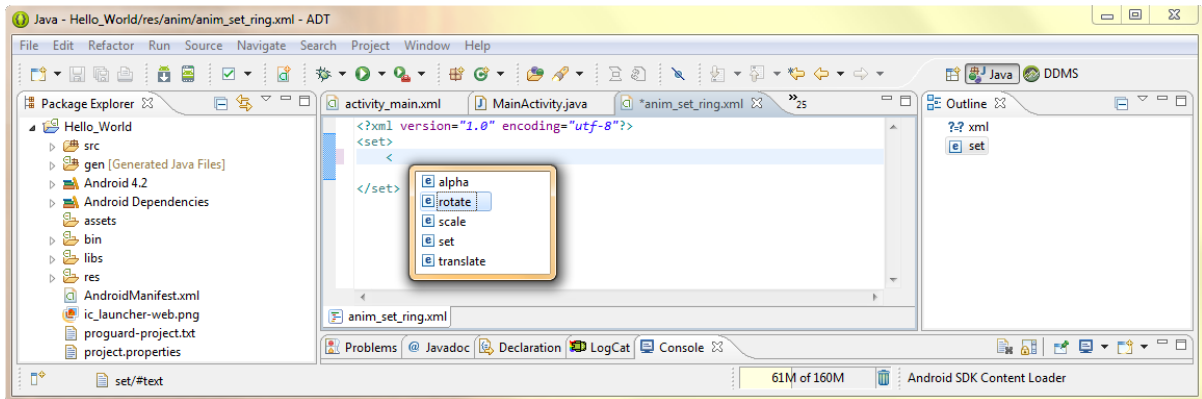 Java - Hello_World/res/anim/anim_set_ring.xml - ADT
File Edit Refactor Run Source Navigate Search Project Window Help
Java DDMS
Package Explorer
Hello_World
src
gen [Generated Java Files]
Android 4.2
Android Dependencies
assets
bin
libs
res
AndroidManifest.xml
ic_launcher-web.png
proguard-project.txt
project.properties
activity_main.xml MainActivity.java *anim_set_ring.xml »25
<?xml version="1.0" encoding="utf-8"?>
<set>
<
</set>
alpha
rotate
scale
set
translate
anim_set_ring.xml
Outline
?=? xml
e set
Problems @ Javadoc Declaration LogCat Console
set/#text
61M of 160M
Android SDK Content Loader